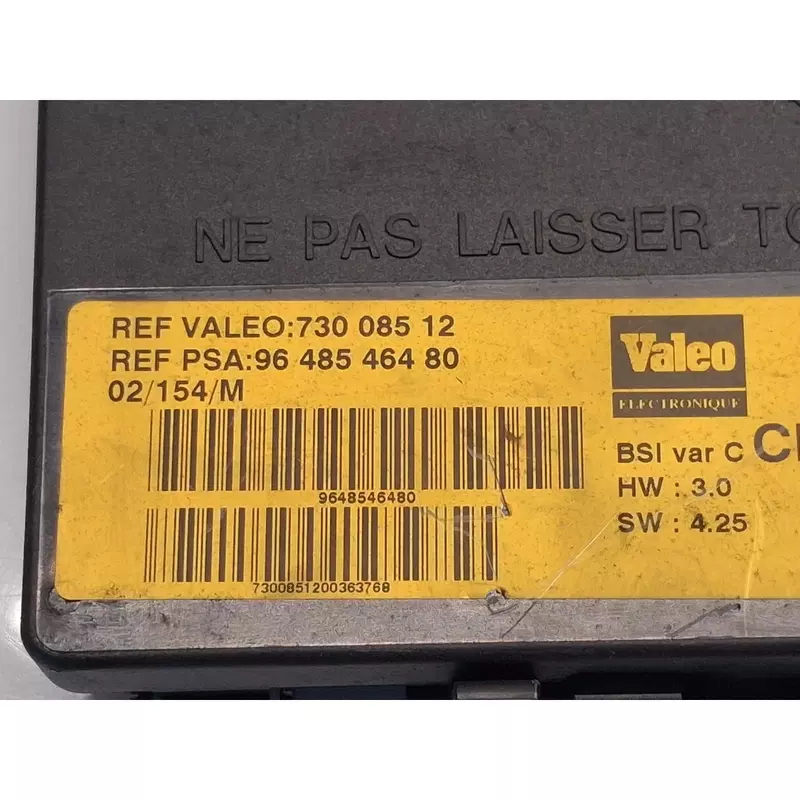 NE PAS LAISSER TO
REF VALEO:730 085 12
REF PSA:96 485 464 80
02/154/M
9648546480
7300851200363768
Valeo
ELECTRONIQUE
BSI var C
HW : 3.0
SW : 4.25